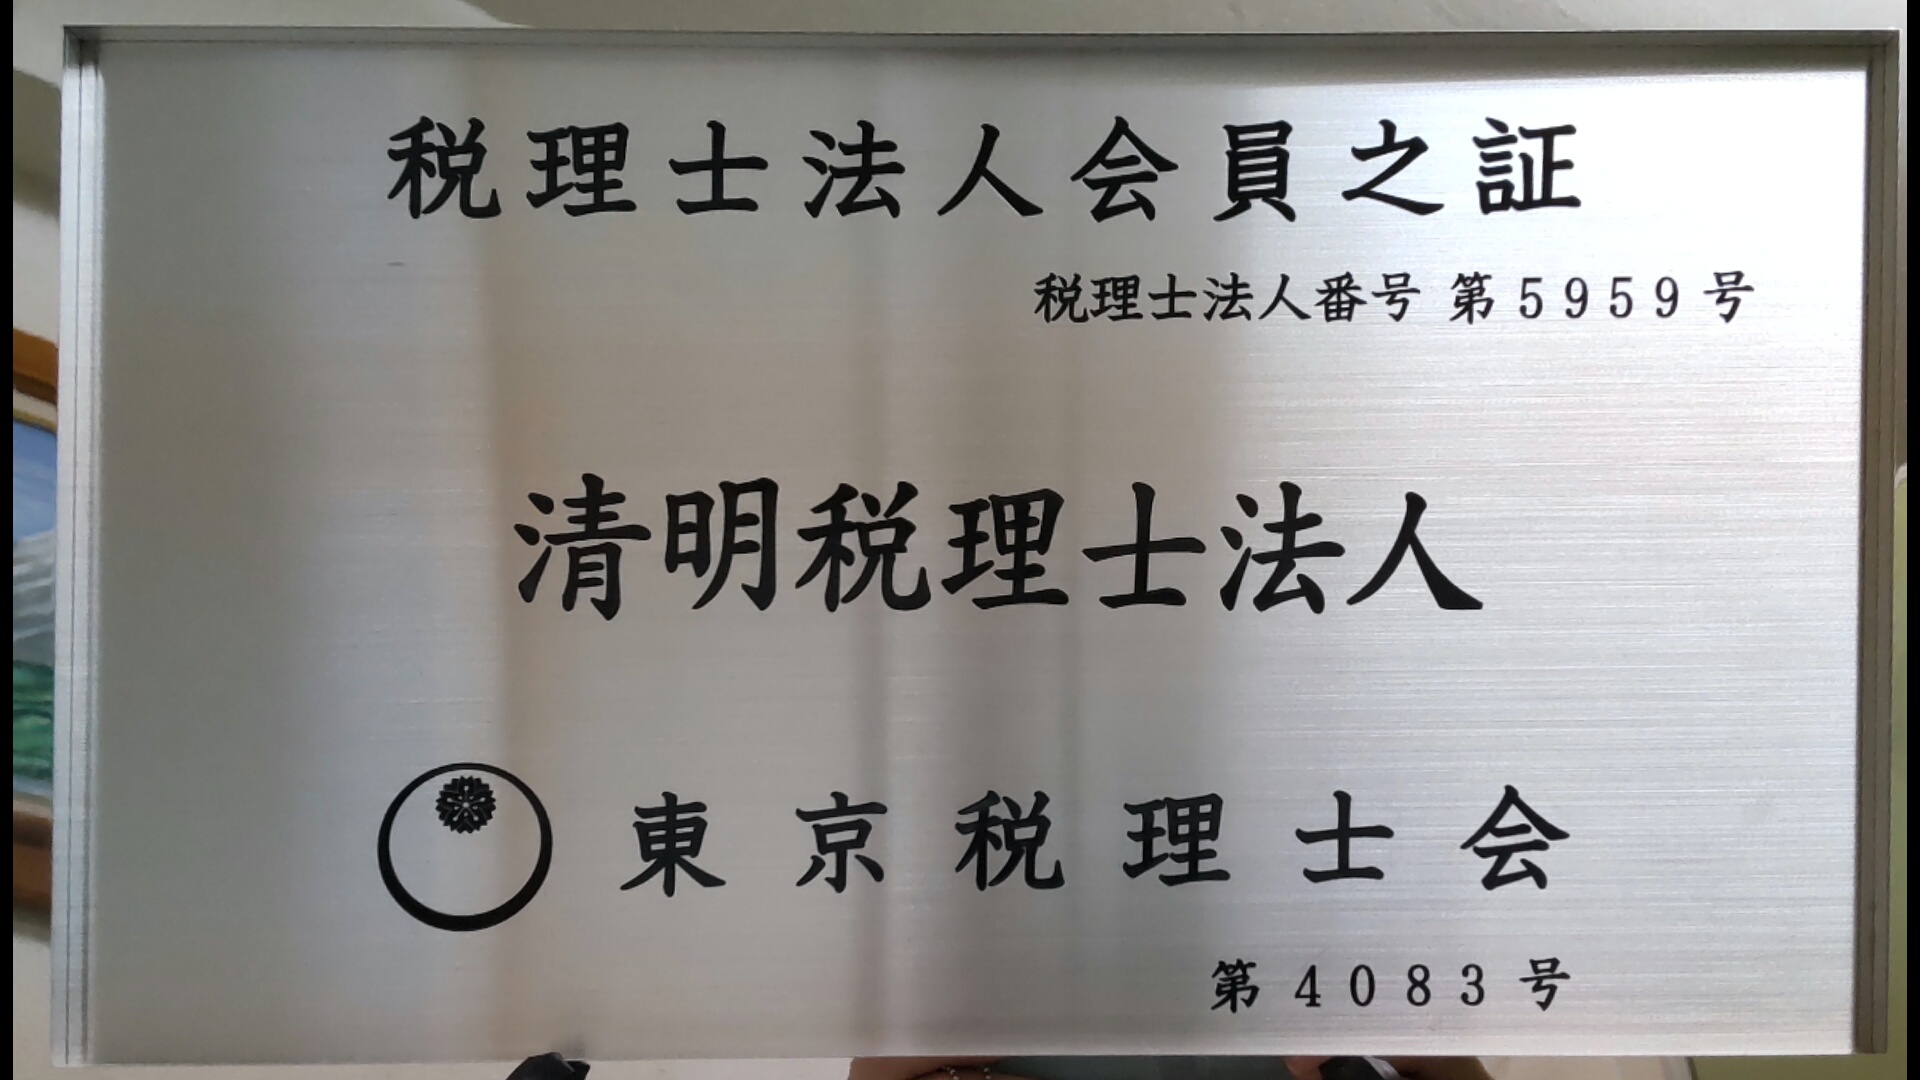 税理士法人会員之証
税理士法人番号 第5959号
清明税理士法人
東京税理士会
第4083号